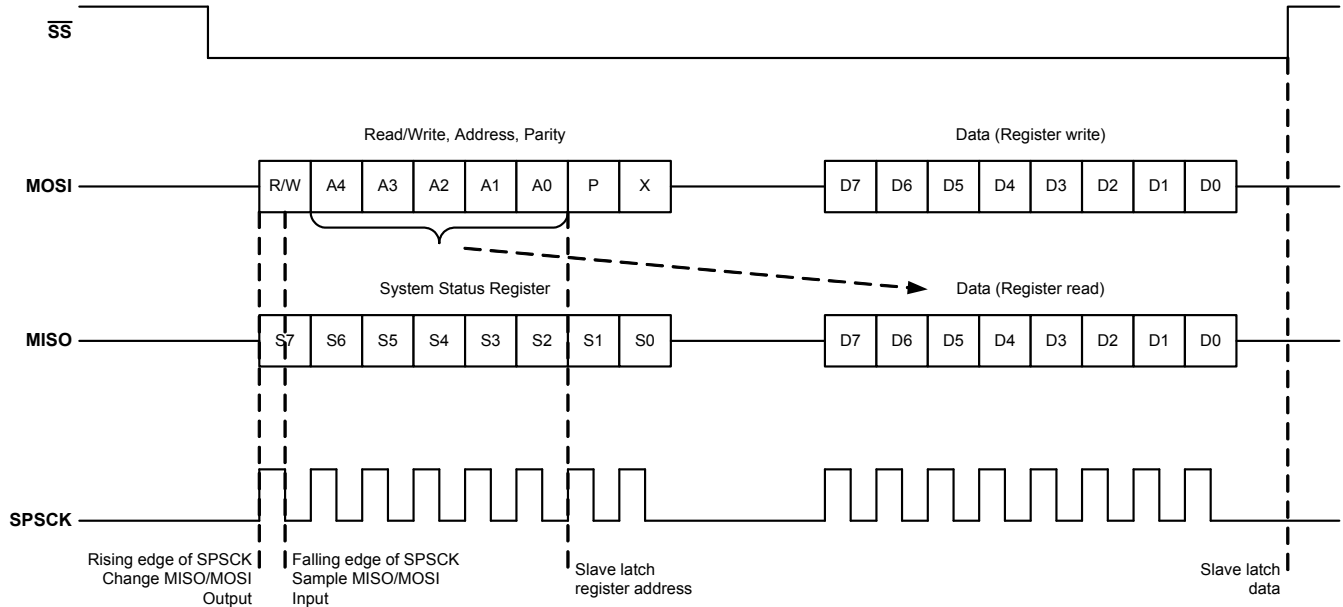 SS
Read/Write, Address, Parity
Data (Register write)
MOSI
R/W A4 A3 A2 A1 A0 P X
D7 D6 D5 D4 D3 D2 D1 D0
System Status Register
Data (Register read)
MISO
S7 S6 S5 S4 S3 S2 S1 S0
D7 D6 D5 D4 D3 D2 D1 D0
SPSCK
Rising edge of SPSCK
Change MISO/MOSI
Output
Falling edge of SPSCK
Sample MISO/MOSI
Input
Slave latch
register address
Slave latch
data